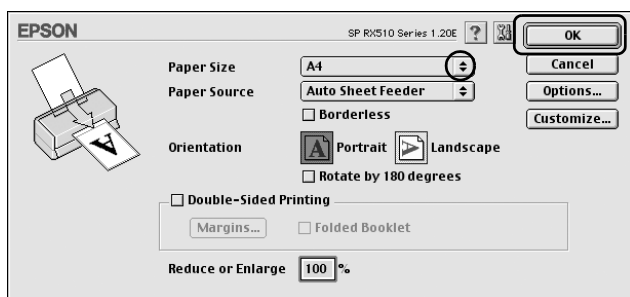 EPSON SP RX510 Series 1.20E ? OK
Paper Size A4 Cancel
Paper Source Auto Sheet Feeder Options...
Borderless Customize...
Orientation A Portrait A Landscape
Rotate by 180 degrees
Double-Sided Printing
Margins... Folded Booklet
Reduce or Enlarge 100 %